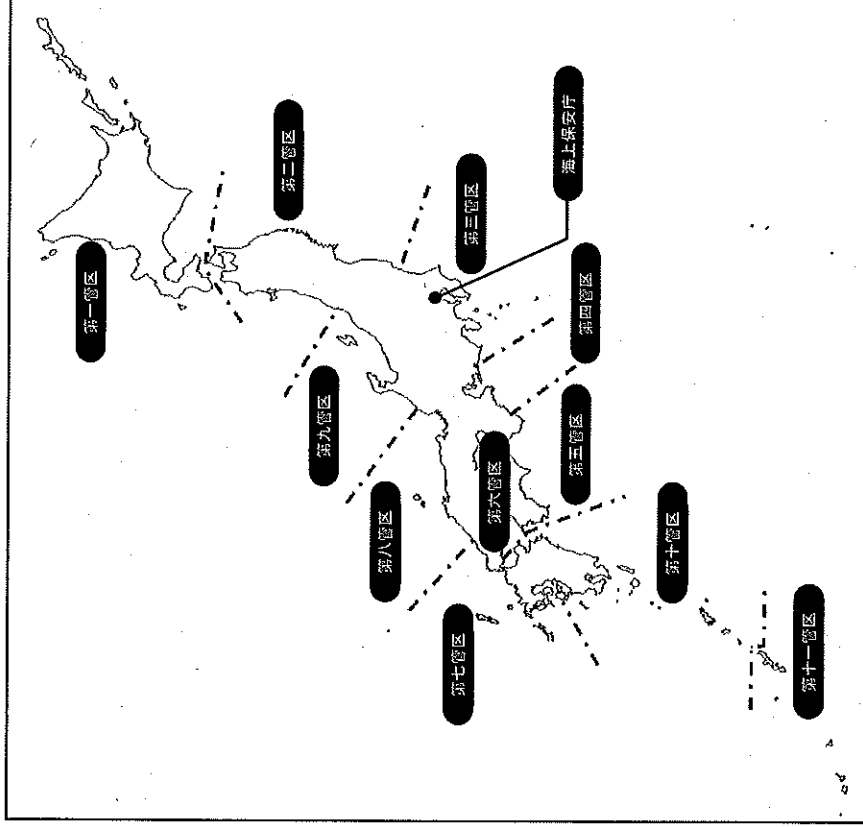 第一管区
第二管区
第三管区
海上保安庁
第四管区
第九管区
第五管区
第六管区
第八管区
第十管区
第七管区
第十一管区